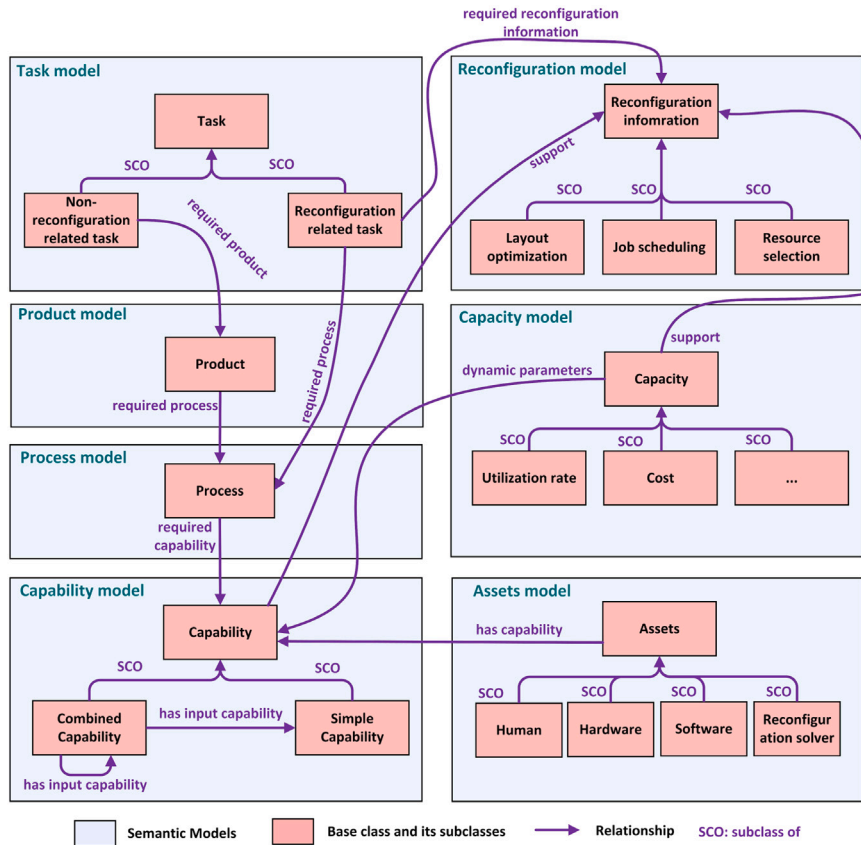 required reconfiguration
information
Task model
Task
SCO
SCO
Non-
reconfiguration
related task
Reconfiguration
related task
required product
Reconfiguration model
Reconfiguration
infomration
support
SCO
SCO
SCO
Layout
optimization
Job scheduling
Resource
selection
Product model
Product
required process
required process
Capacity model
support
dynamic parameters
Capacity
SCO
SCO
SCO
Utilization rate
Cost
...
Process model
Process
required
capability
Capability model
Capability
SCO
SCO
Combined
Capability
has input capability
Simple
Capability
has input capability
Assets model
has capability
Assets
SCO
SCO
SCO
SCO
Human
Hardware
Software
Reconfigur
ation solver
Semantic Models
Base class and its subclasses
Relationship
SCO: subclass of